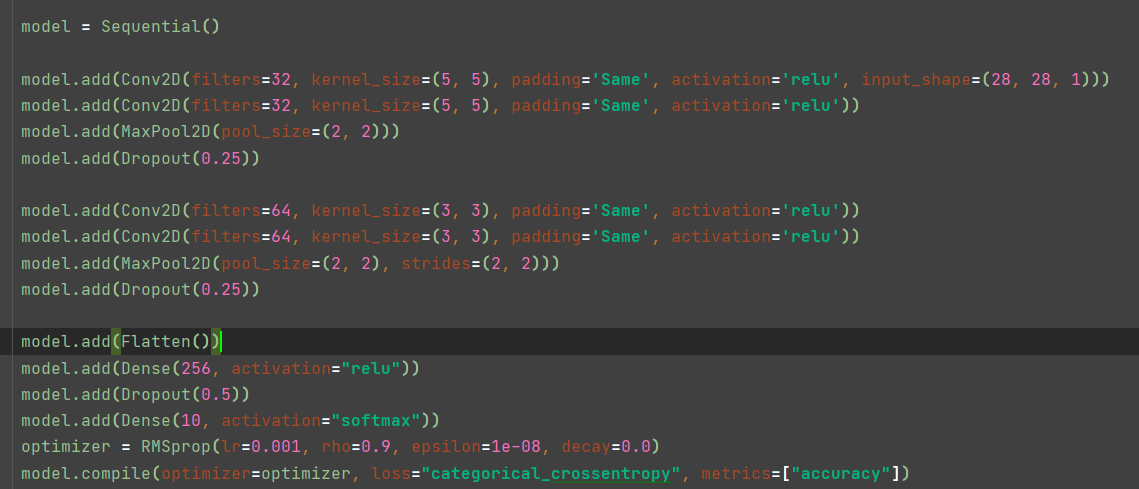 model = Sequential()
model.add(Conv2D(filters=32, kernel_size=(5, 5), padding='Same', activation='relu', input_shape=(28, 28, 1)))
model.add(Conv2D(filters=32, kernel_size=(5, 5), padding='Same', activation='relu'))
model.add(MaxPool2D(pool_size=(2, 2)))
model.add(Dropout(0.25))
model.add(Conv2D(filters=64, kernel_size=(3, 3), padding='Same', activation='relu'))
model.add(Conv2D(filters=64, kernel_size=(3, 3), padding='Same', activation='relu'))
model.add(MaxPool2D(pool_size=(2, 2), strides=(2, 2)))
model.add(Dropout(0.25))
model.add(Flatten())
model.add(Dense(256, activation="relu"))
model.add(Dropout(0.5))
model.add(Dense(10, activation="softmax"))
optimizer = RMSprop(lr=0.001, rho=0.9, epsilon=1e-08, decay=0.0)
model.compile(optimizer=optimizer, loss="categorical_crossentropy", metrics=["accuracy"])